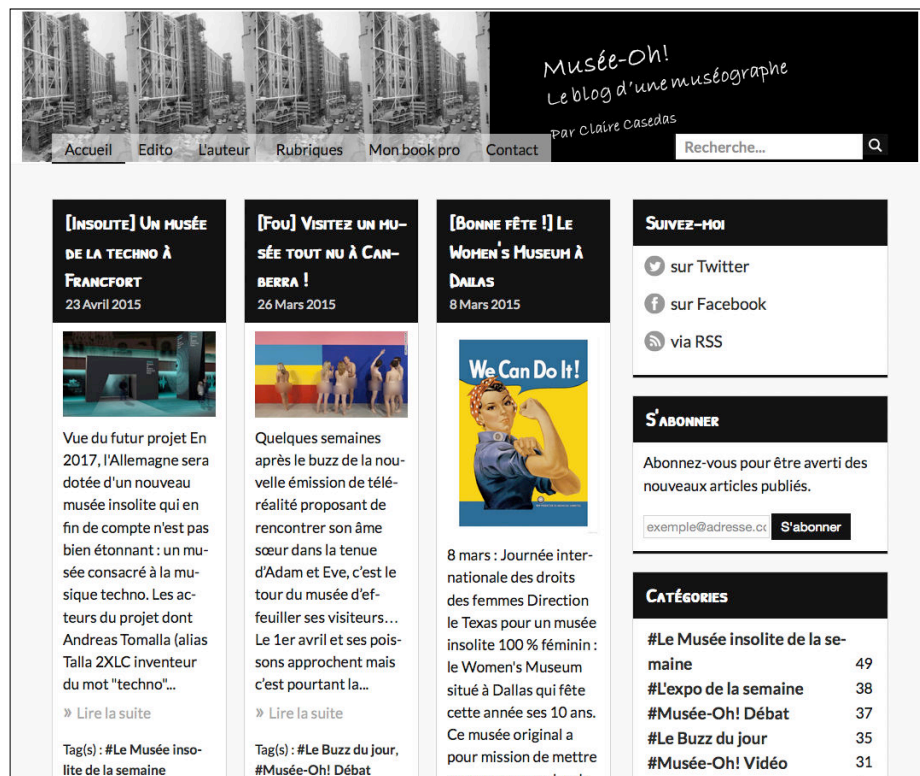 Musée-Oh!
Le blog d'une muséographe
par Claire Casedas
Accueil Edito L'auteur Rubriques Mon book pro Contact
Recherche...
[Insolite] Un musée
de la techno à
Francfort
23 Avril 2015
Vue du futur projet En
2017, l'Allemagne sera
dotée d'un nouveau
musée insolite qui en
fin de compte n'est pas
bien étonnant : un mu-
sée consacré à la mu-
sique techno. Les ac-
teurs du projet dont
Andreas Tomalla (alias
Talla 2XLC inventeur
du mot "techno"...
» Lire la suite
Tag(s) : #Le Musée inso-
lite de la semaine
[Fou] Visitez un mu-
sée tout nu à Can-
berra !
26 Mars 2015
Quelques semaines
après le buzz de la nou-
velle émission de télé-
réalité proposant de
rencontrer son âme
sœur dans la tenue
d'Adam et Eve, c'est le
tour du musée d'ef-
feuiller ses visiteurs...
Le 1er avril et ses pois-
sons approchent mais
c'est pourtant la...
» Lire la suite
Tag(s) : #Le Buzz du jour,
#Musée-Oh! Débat
[Bonne fête !] Le
Women's Museum à
Dallas
8 Mars 2015
We Can Do It!
8 mars : Journée inter-
nationale des droits
des femmes Direction
le Texas pour un musée
insolite 100 % féminin :
le Women's Museum
situé à Dallas qui fête
cette année ses 10 ans.
Ce musée original a
pour mission de mettre
Suivez-moi
sur Twitter
sur Facebook
via RSS
S'abonner
Abonnez-vous pour être averti des
nouveaux articles publiés.
exemple@adresse.cc S'abonner
Catégories
#Le Musée insolite de la se-
maine 49
#L'expo de la semaine 38
#Musée-Oh! Débat 37
#Le Buzz du jour 35
#Musée-Oh! Vidéo 31